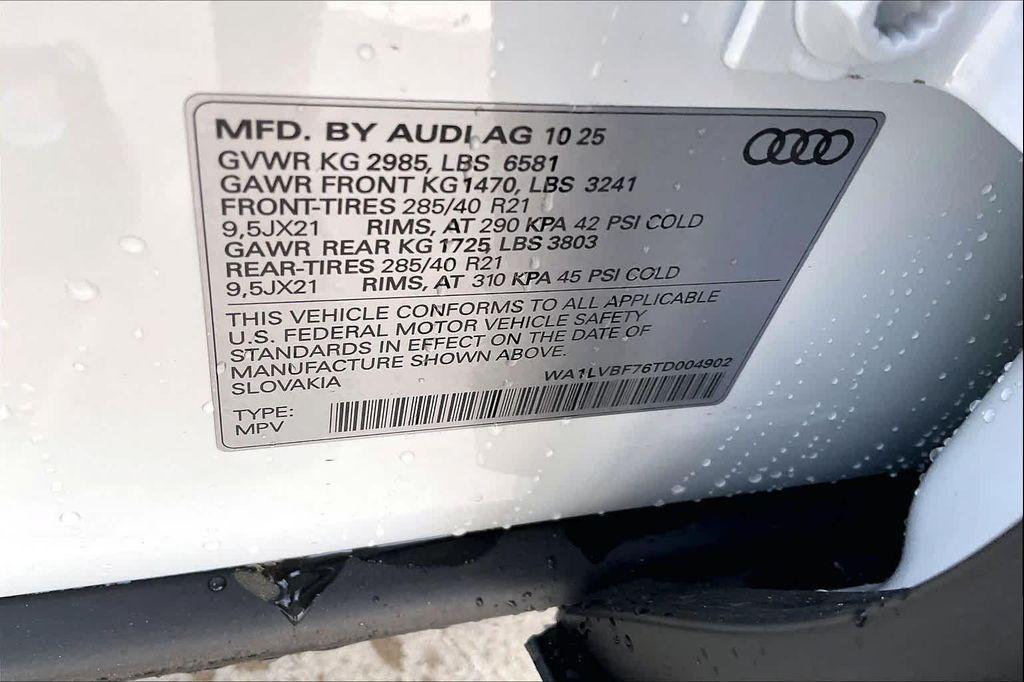 MFD. BY AUDI AG 10 25
GVWR KG 2985, LBS 6581
GAWR FRONT KG 1470, LBS 3241
FRONT-TIRES 285/40 R21
9,5JX21 RIMS, AT 290 KPA 42 PSI COLD
GAWR REAR KG 1725, LBS 3803
REAR-TIRES 285/40 R21
9,5JX21 RIMS, AT 310 KPA 45 PSI COLD
THIS VEHICLE CONFORMS TO ALL APPLICABLE
U.S. FEDERAL MOTOR VEHICLE SAFETY
STANDARDS IN EFFECT ON THE DATE OF
MANUFACTURE SHOWN ABOVE.
SLOVAKIA WA1LVBF76TD004902
TYPE:
MPV